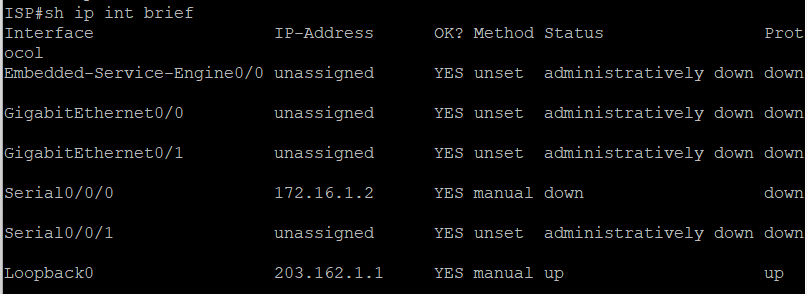 ISP#sh ip int brief
Interface                  IP-Address      OK? Method Status                Prot
ocol
Embedded-Service-Engine0/0 unassigned      YES unset  administratively down down
GigabitEthernet0/0         unassigned      YES unset  administratively down down
GigabitEthernet0/1         unassigned      YES unset  administratively down down
Serial0/0/0                172.16.1.2      YES manual down                  down
Serial0/0/1                unassigned      YES unset  administratively down down
Loopback0                  203.162.1.1     YES manual up                    up